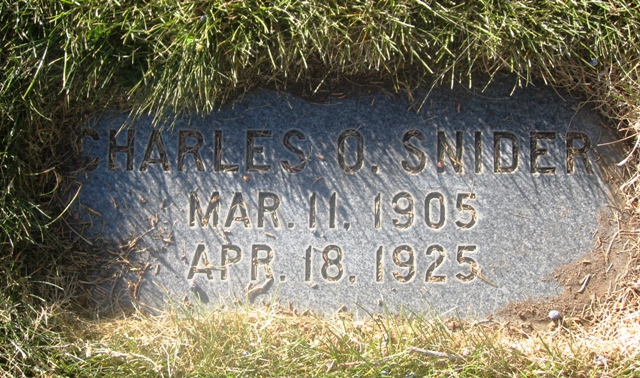 CHARLES O. SNIDER
MAR. 11, 1905
APR. 18, 1925